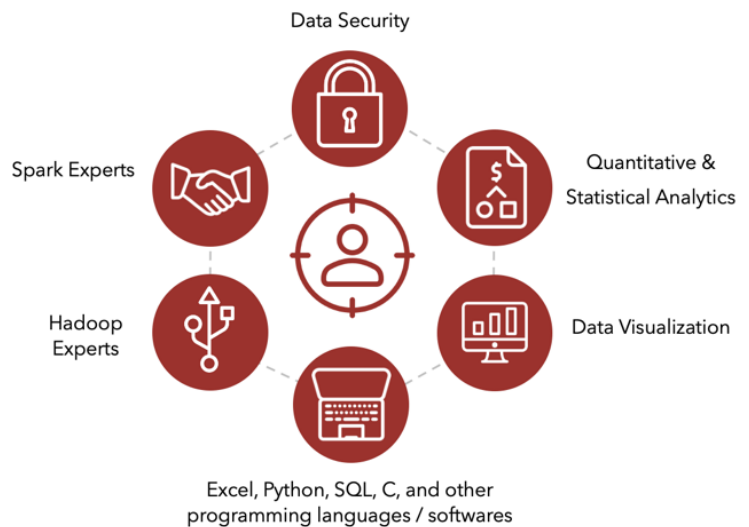 Data Security
Spark Experts
Quantitative &
Statistical Analytics
$
Hadoop
Experts
Data Visualization
Excel, Python, SQL, C, and other
programming languages / softwares